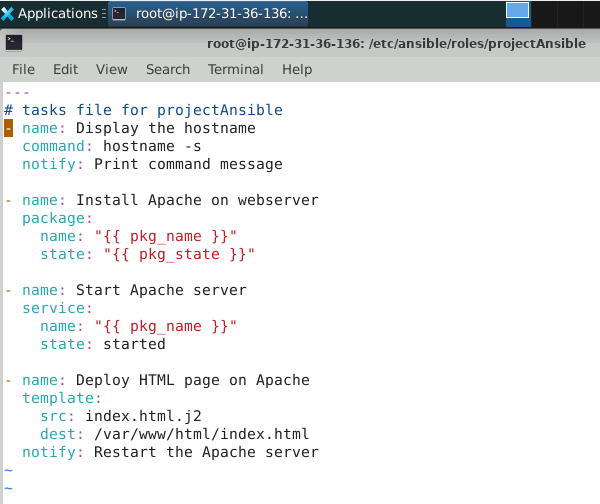 Applications
root@ip-172-31-36-136: ...
root@ip-172-31-36-136: /etc/ansible/roles/projectAnsible
File Edit View Search Terminal Help
---
# tasks file for projectAnsible
- name: Display the hostname
  command: hostname -s
  notify: Print command message

- name: Install Apache on webserver
  package:
    name: "{{ pkg_name }}"
    state: "{{ pkg_state }}"

- name: Start Apache server
  service:
    name: "{{ pkg_name }}"
    state: started

- name: Deploy HTML page on Apache
  template:
    src: index.html.j2
    dest: /var/www/html/index.html
  notify: Restart the Apache server
~
~